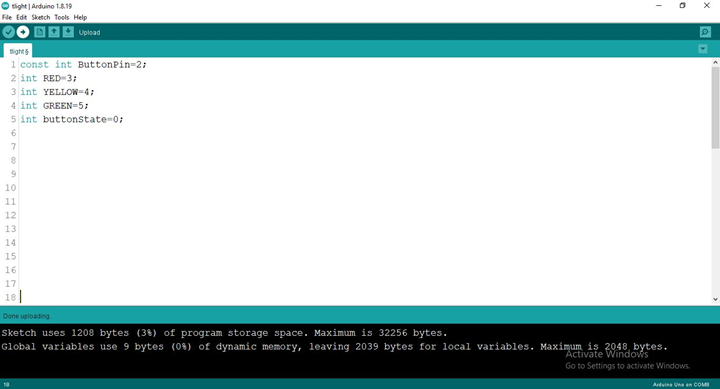 tlight | Arduino 1.8.19
File Edit Sketch Tools Help
Upload
tlight §
1 const int ButtonPin=2;
2 int RED=3;
3 int YELLOW=4;
4 int GREEN=5;
5 int buttonState=0;
6
7
8
9
10
11
12
13
14
15
16
17
18
Done uploading.
Sketch uses 1208 bytes (3%) of program storage space. Maximum is 32256 bytes.
Global variables use 9 bytes (0%) of dynamic memory, leaving 2039 bytes for local variables. Maximum is 2048 bytes.
Activate Windows
Go to Settings to activate Windows.
18
Arduino Uno on COM8